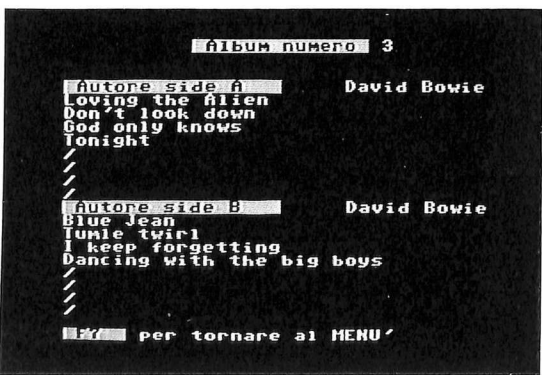 Album numero 3
Autore side A David Bowie
Loving the Alien
Don't look down
God only knows
Tonight
/
/
/
Autore side B David Bowie
Blue Jean
Tumle twirl
I keep forgetting
Dancing with the big boys
/
/
/
F7 per tornare al MENU'